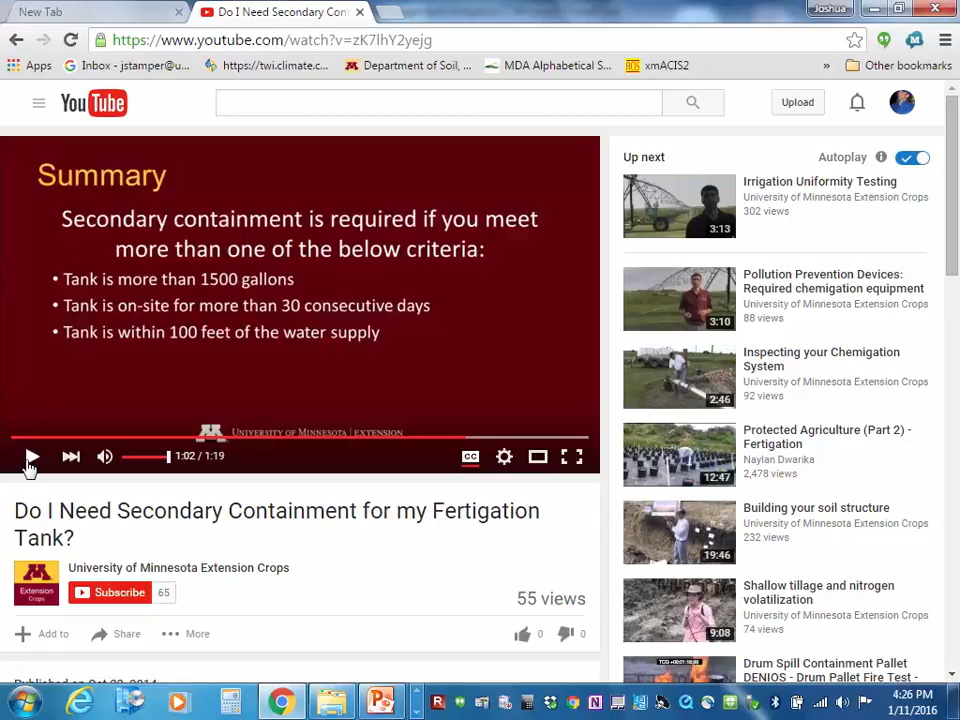 New Tab
Do I Need Secondary Con
Joshua
https://www.youtube.com/watch?v=zK7lhY2yejg
Apps
Inbox - jstamper@u...
https://twi.climate.c...
Department of Soil, ...
MDA Alphabetical S...
ACIS
xmACIS2
»
Other bookmarks
YouTube
Upload
Summary
Secondary containment is required if you meet
more than one of the below criteria:
• Tank is more than 1500 gallons
• Tank is on-site for more than 30 consecutive days
• Tank is within 100 feet of the water supply
UNIVERSITY OF MINNESOTA | EXTENSION
1:02 / 1:19
CC
Do I Need Secondary Containment for my Fertigation
Tank?
Extension
Crops
University of Minnesota Extension Crops
Subscribe 65
55 views
Add to
Share
More
0
0
Published on Oct 22, 2014
Up next
Autoplay
3:13
Irrigation Uniformity Testing
University of Minnesota Extension Crops
302 views
3:10
Pollution Prevention Devices:
Required chemigation equipment
University of Minnesota Extension Crops
88 views
2:46
Inspecting your Chemigation
System
University of Minnesota Extension Crops
92 views
12:47
Protected Agriculture (Part 2) -
Fertigation
Naylan Dwarika
2,478 views
19:46
Building your soil structure
University of Minnesota Extension Crops
232 views
9:08
Shallow tillage and nitrogen
volatilization
University of Minnesota Extension Crops
74 views
Drum Spill Containment Pallet
DENIOS - Drum Pallet Fire Test -
4:26 PM
1/11/2016